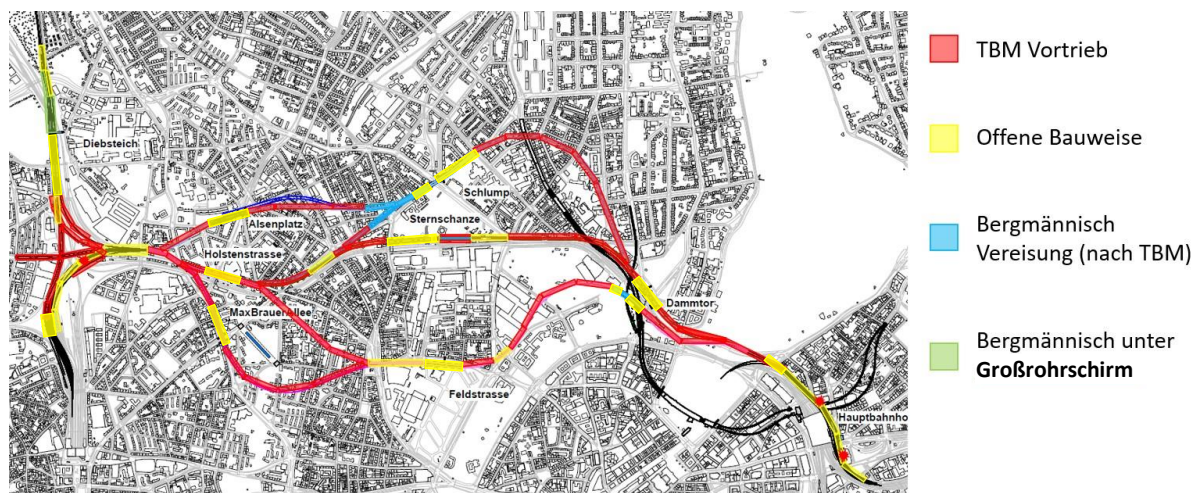 Diebsteich
Schlump
Sternschanze
Alsenplatz
Holstenstrasse
Dammtor
MaxBrauerAllee
Feldstrasse
Hauptbahnho
TBM Vortrieb
Offene Bauweise
Bergmännisch
Vereisung (nach TBM)
Bergmännisch unter
Großrohrschirm